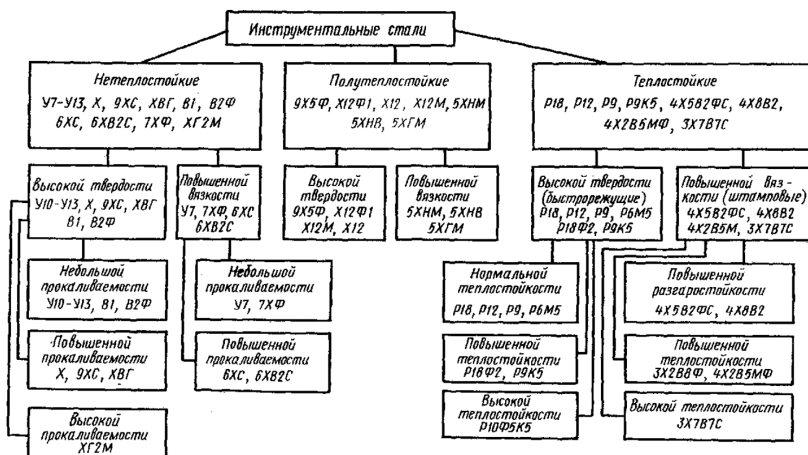 Инструментальные стали
Нетеплостойкие
У7-У13, Х, 9ХС, ХВГ, В1, В2Ф
6ХС, 6ХВ2С, 7ХФ, ХГ2М
Полутеплостойкие
9Х5Ф, Х12Ф1, Х12, Х12М, 5ХНМ
5ХНВ, 5ХГМ
Теплостойкие
Р18, Р12, Р9, Р9К5, 4Х5В2ФС, 4Х8В2,
4Х2В5МФ, 3Х7В7С
Высокой твердости
У10-У13, Х, 9ХС, ХВГ
В1, В2Ф
Повышенной
вязкости
У7, 7ХФ, 6ХС
6ХВ2С
Высокой
твердости
9Х5Ф, Х12Ф1
Х12М, Х12
Повышенной
вязкости
5ХНМ, 5ХНВ
5ХГМ
Высокой твердости
(быстрорежущие)
Р18, Р12, Р9, Р6М5
Р18Ф2, Р9К5
Повышенной вяз-
кости (штамповые)
4Х5В2ФС, 4Х8В2
4Х2В5М, 3Х7В7С
Небольшой
прокаливаемости
У10-У13, В1, В2Ф
Небольшой
прокаливаемости
У7, 7ХФ
Нормальной
теплостойкости
Р18, Р12, Р9, Р6М5
Повышенной
разгаростойкости
4Х5В2ФС, 4Х8В2
Повышенной
прокаливаемости
Х, 9ХС, ХВГ
Повышенной
прокаливаемости
6ХС, 6ХВ2С
Повышенной
теплостойкости
Р18Ф2, Р9К5
Повышенной
теплостойкости
3Х2В8Ф, 4Х2В5МФ
Высокой
прокаливаемости
ХГ2М
Высокой
теплостойкости
Р10Ф5К5
Высокой теплостойкости
3Х7В7С